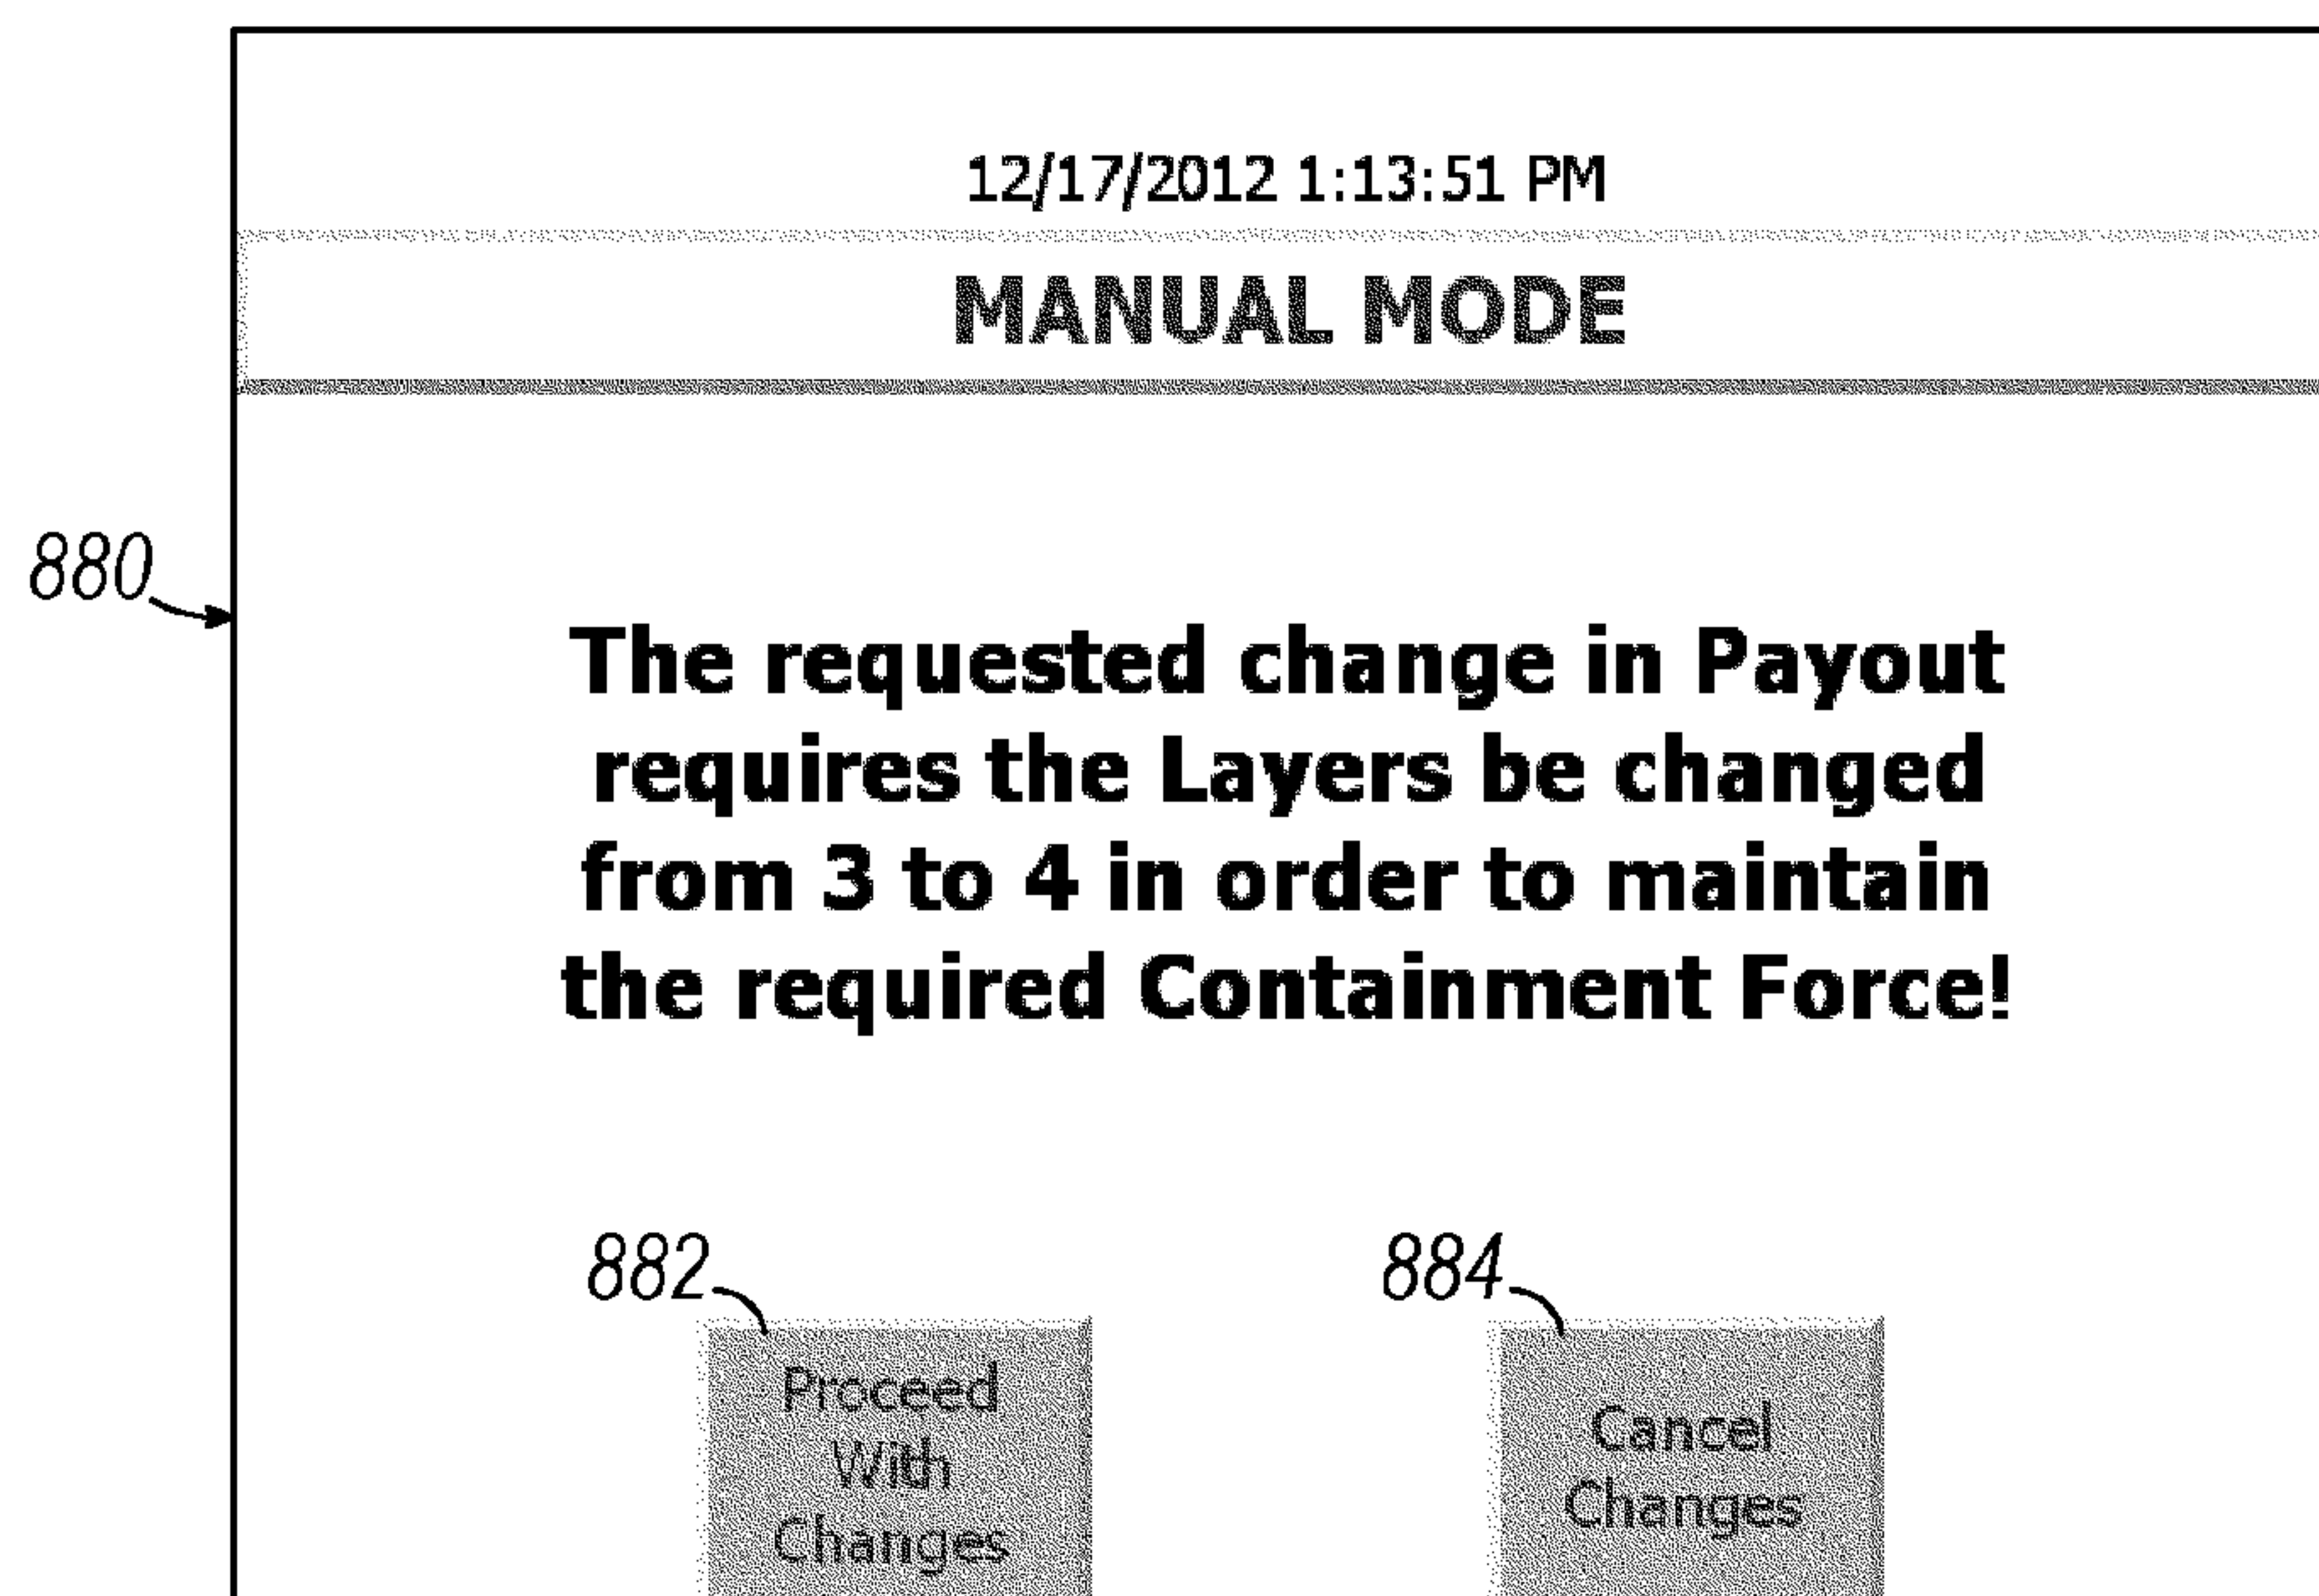 12/17/2012 1:13:51 PM
MANUAL MODE
880
The requested change in Payout
requires the Layers be changed
from 3 to 4 in order to maintain
the required Containment Force!
882
884
Proceed
With
Changes
Cancel
Changes